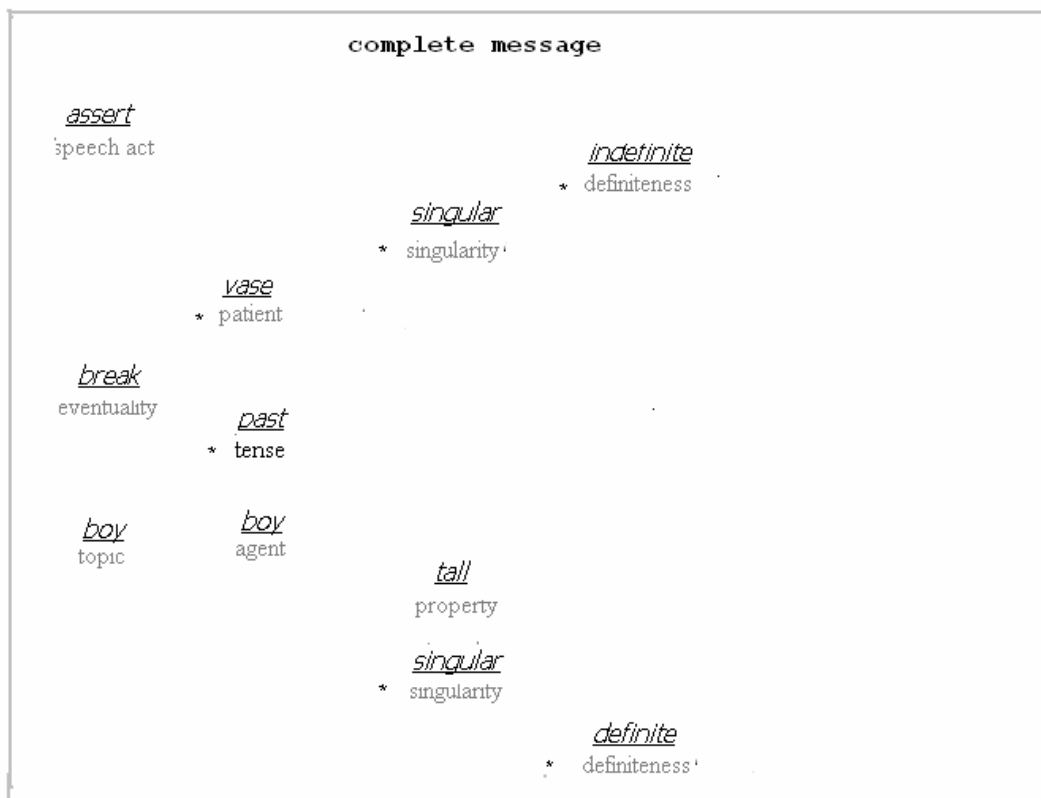 complete message
assert
speech act
indefinite
* definiteness
singular
* singularity
vase
* patient
break
eventuality
past
* tense
boy
topic
boy
agent
tall
property
singular
* singularity
definite
* definiteness